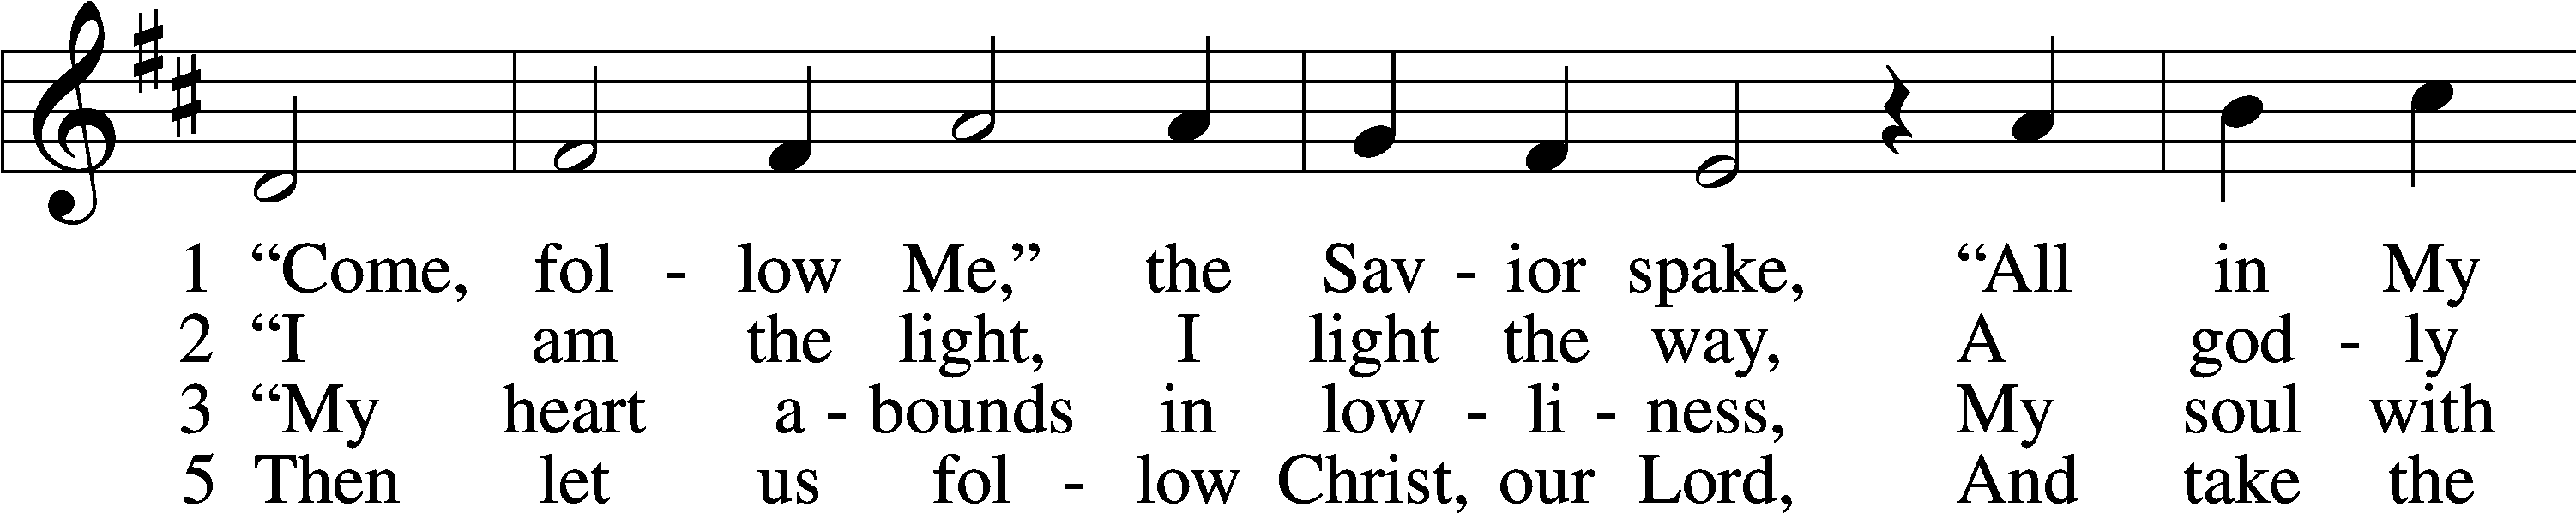 1 “Come, fol - low Me,” the Sav - ior spake, “All in My
2 “I am the light, I light the way, A god - ly
3 “My heart a - bounds in low - li - ness, My soul with
5 Then let us fol - low Christ, our Lord, And take the